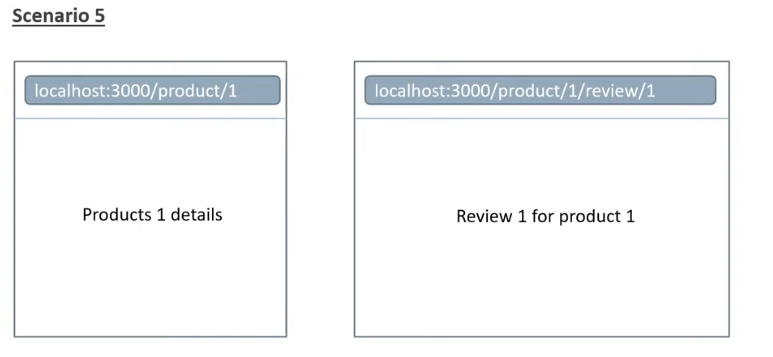 Scenario 5
localhost:3000/product/1
Products 1 details
localhost:3000/product/1/review/1
Review 1 for product 1